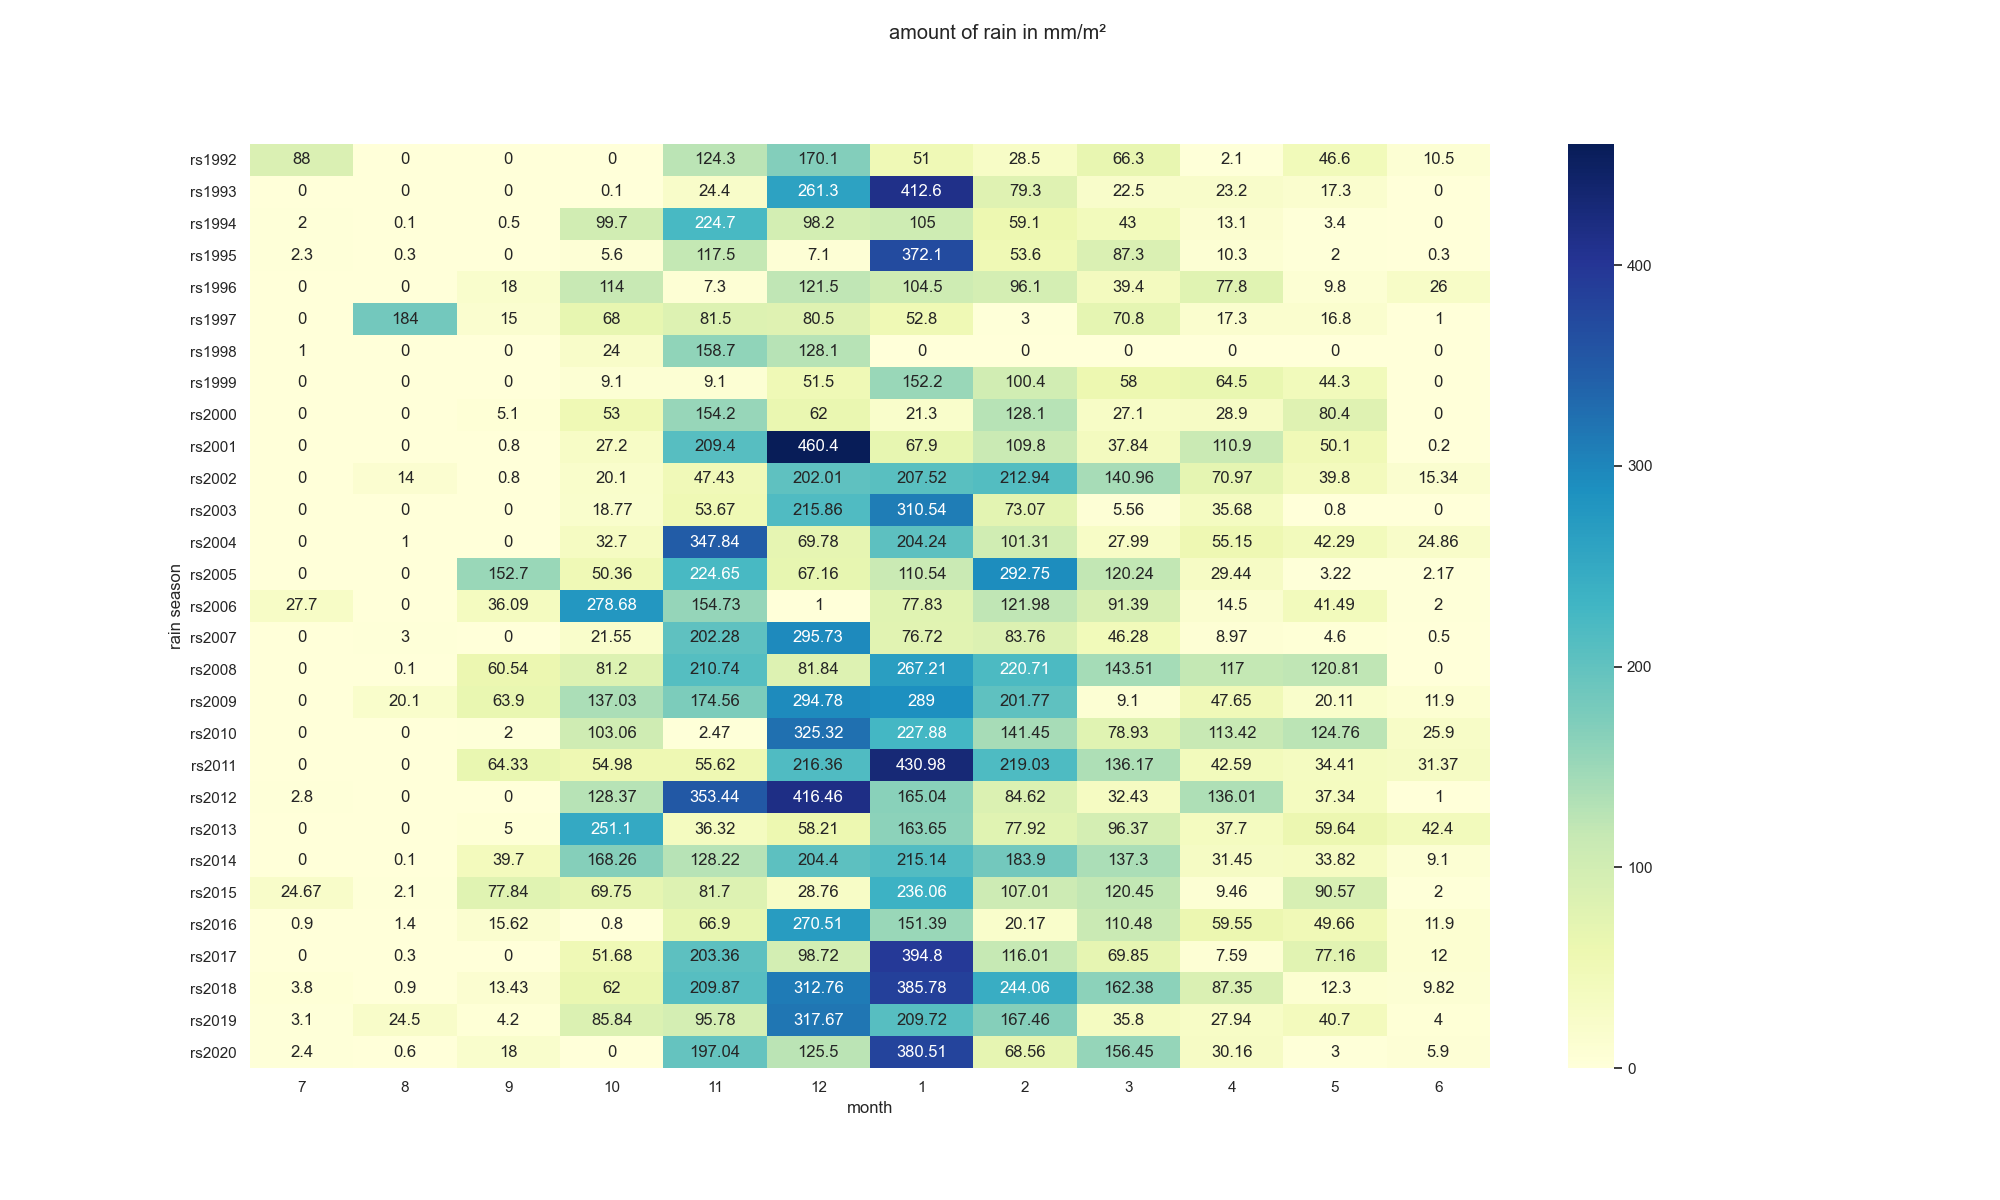 amount of rain in mm/m²
rs1992 88 0 0 0 124.3 170.1 51 28.5 66.3 2.1 46.6 10.5
rs1993 0 0 0 0.1 24.4 261.3 412.6 79.3 22.5 23.2 17.3 0
rs1994 2 0.1 0.5 99.7 224.7 98.2 105 59.1 43 13.1 3.4 0
rs1995 2.3 0.3 0 5.6 117.5 7.1 372.1 53.6 87.3 10.3 2 0.3
rs1996 0 0 18 114 7.3 121.5 104.5 96.1 39.4 77.8 9.8 26
rs1997 0 184 15 68 81.5 80.5 52.8 3 70.8 17.3 16.8 1
rs1998 1 0 0 24 158.7 128.1 0 0 0 0 0 0
rs1999 0 0 0 9.1 9.1 51.5 152.2 100.4 58 64.5 44.3 0
rs2000 0 0 5.1 53 154.2 62 21.3 128.1 27.1 28.9 80.4 0
rs2001 0 0 0.8 27.2 209.4 460.4 67.9 109.8 37.84 110.9 50.1 0.2
rs2002 0 14 0.8 20.1 47.43 202.01 207.52 212.94 140.96 70.97 39.8 15.34
rs2003 0 0 0 18.77 53.67 215.86 310.54 73.07 5.56 35.68 0.8 0
rs2004 0 1 0 32.7 347.84 69.78 204.24 101.31 27.99 55.15 42.29 24.86
rs2005 0 0 152.7 50.36 224.65 67.16 110.54 292.75 120.24 29.44 3.22 2.17
rs2006 27.7 0 36.09 278.68 154.73 1 77.83 121.98 91.39 14.5 41.49 2
rs2007 0 3 0 21.55 202.28 295.73 76.72 83.76 46.28 8.97 4.6 0.5
rs2008 0 0.1 60.54 81.2 210.74 81.84 267.21 220.71 143.51 117 120.81 0
rs2009 0 20.1 63.9 137.03 174.56 294.78 289 201.77 9.1 47.65 20.11 11.9
rs2010 0 0 2 103.06 2.47 325.32 227.88 141.45 78.93 113.42 124.76 25.9
rs2011 0 0 64.33 54.98 55.62 216.36 430.98 219.03 136.17 42.59 34.41 31.37
rs2012 2.8 0 0 128.37 353.44 416.46 165.04 84.62 32.43 136.01 37.34 1
rs2013 0 0 5 251.1 36.32 58.21 163.65 77.92 96.37 37.7 59.64 42.4
rs2014 0 0.1 39.7 168.26 128.22 204.4 215.14 183.9 137.3 31.45 33.82 9.1
rs2015 24.67 2.1 77.84 69.75 81.7 28.76 236.06 107.01 120.45 9.46 90.57 2
rs2016 0.9 1.4 15.62 0.8 66.9 270.51 151.39 20.17 110.48 59.55 49.66 11.9
rs2017 0 0.3 0 51.68 203.36 98.72 394.8 116.01 69.85 7.59 77.16 12
rs2018 3.8 0.9 13.43 62 209.87 312.76 385.78 244.06 162.38 87.35 12.3 9.82
rs2019 3.1 24.5 4.2 85.84 95.78 317.67 209.72 167.46 35.8 27.94 40.7 4
rs2020 2.4 0.6 18 0 197.04 125.5 380.51 68.56 156.45 30.16 3 5.9
7 8 9 10 11 12 1 2 3 4 5 6
month
rain season
400
300
200
100
0